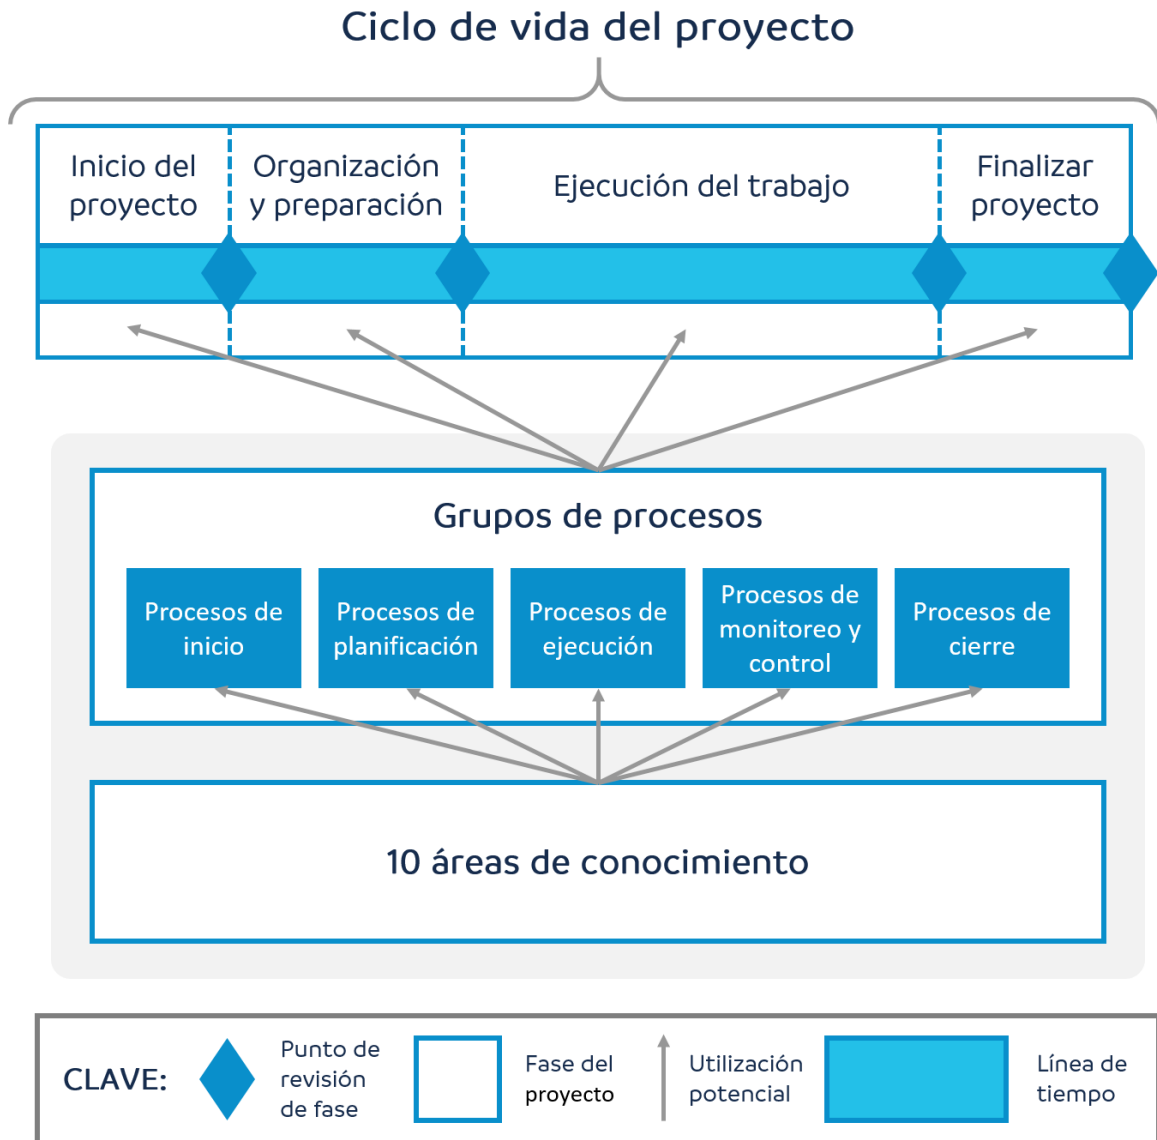 Ciclo de vida del proyecto
Inicio del
proyecto
Organización
y preparación
Ejecución del trabajo
Finalizar
proyecto
Grupos de procesos
Procesos de
inicio
Procesos de
planificación
Procesos de
ejecución
Procesos de
monitoreo y
control
Procesos de
cierre
10 áreas de conocimiento
CLAVE:
Punto de
revisión
de fase
Fase del
proyecto
Utilización
potencial
Línea de
tiempo